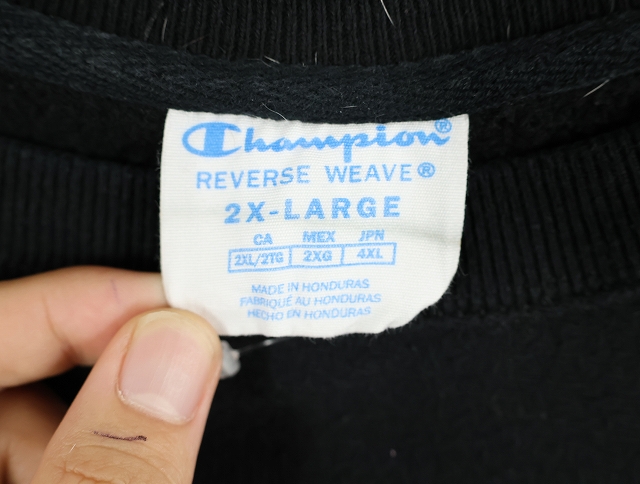 Champion®
REVERSE WEAVE®
2X-LARGE
CA MEX JPN
2XL/2TG 2XG 4XL
MADE IN HONDURAS
FABRIQUÉ AU HONDURAS
HECHO EN HONDURAS